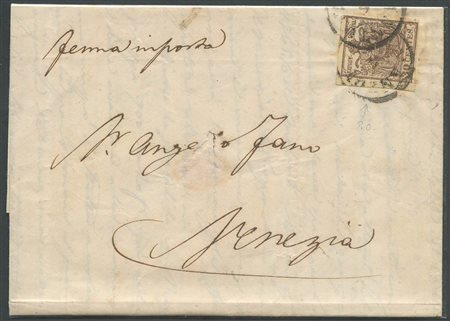 ferma in posta
Sr. Angelo Fano
Venezia